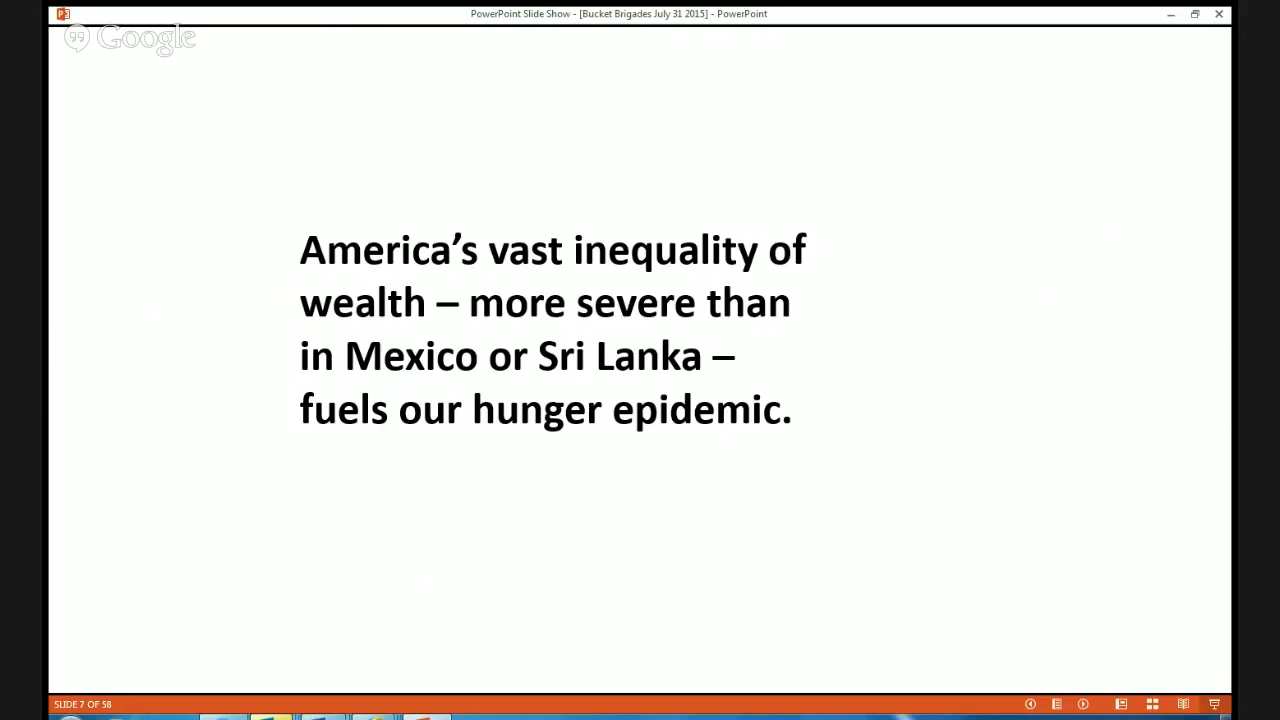 PowerPoint Slide Show - [Bucket Brigades July 31 2015] - PowerPoint
Google
America’s vast inequality of
wealth – more severe than
in Mexico or Sri Lanka –
fuels our hunger epidemic.
SLIDE 7 OF 58